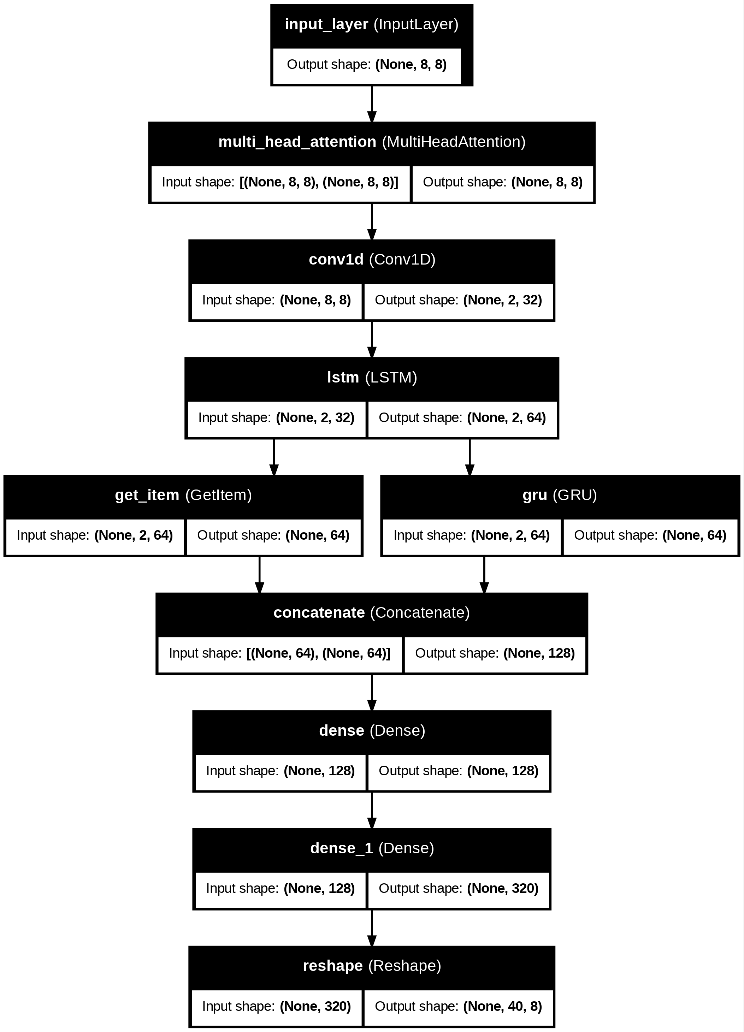 input_layer (InputLayer)
Output shape: (None, 8, 8)
multi_head_attention (MultiHeadAttention)
Input shape: [(None, 8, 8), (None, 8, 8)] Output shape: (None, 8, 8)
conv1d (Conv1D)
Input shape: (None, 8, 8) Output shape: (None, 2, 32)
lstm (LSTM)
Input shape: (None, 2, 32) Output shape: (None, 2, 64)
get_item (GetItem)
Input shape: (None, 2, 64) Output shape: (None, 64)
gru (GRU)
Input shape: (None, 2, 64) Output shape: (None, 64)
concatenate (Concatenate)
Input shape: [(None, 64), (None, 64)] Output shape: (None, 128)
dense (Dense)
Input shape: (None, 128) Output shape: (None, 128)
dense_1 (Dense)
Input shape: (None, 128) Output shape: (None, 320)
reshape (Reshape)
Input shape: (None, 320) Output shape: (None, 40, 8)